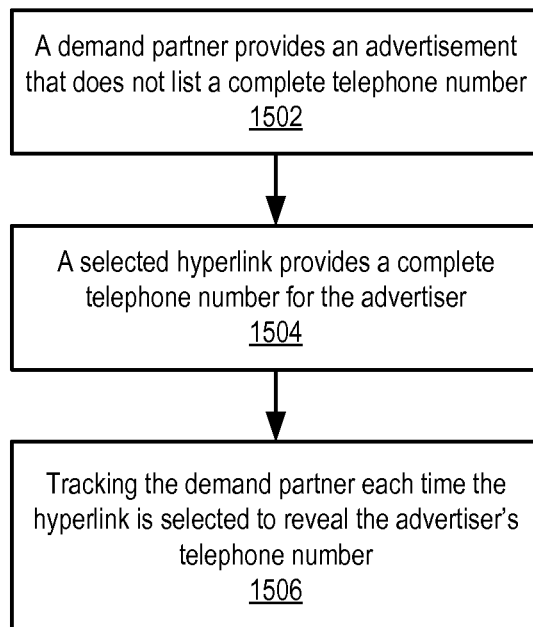 A demand partner provides an advertisement
that does not list a complete telephone number
1502
A selected hyperlink provides a complete
telephone number for the advertiser
1504
Tracking the demand partner each time the
hyperlink is selected to reveal the advertiser's
telephone number
1506